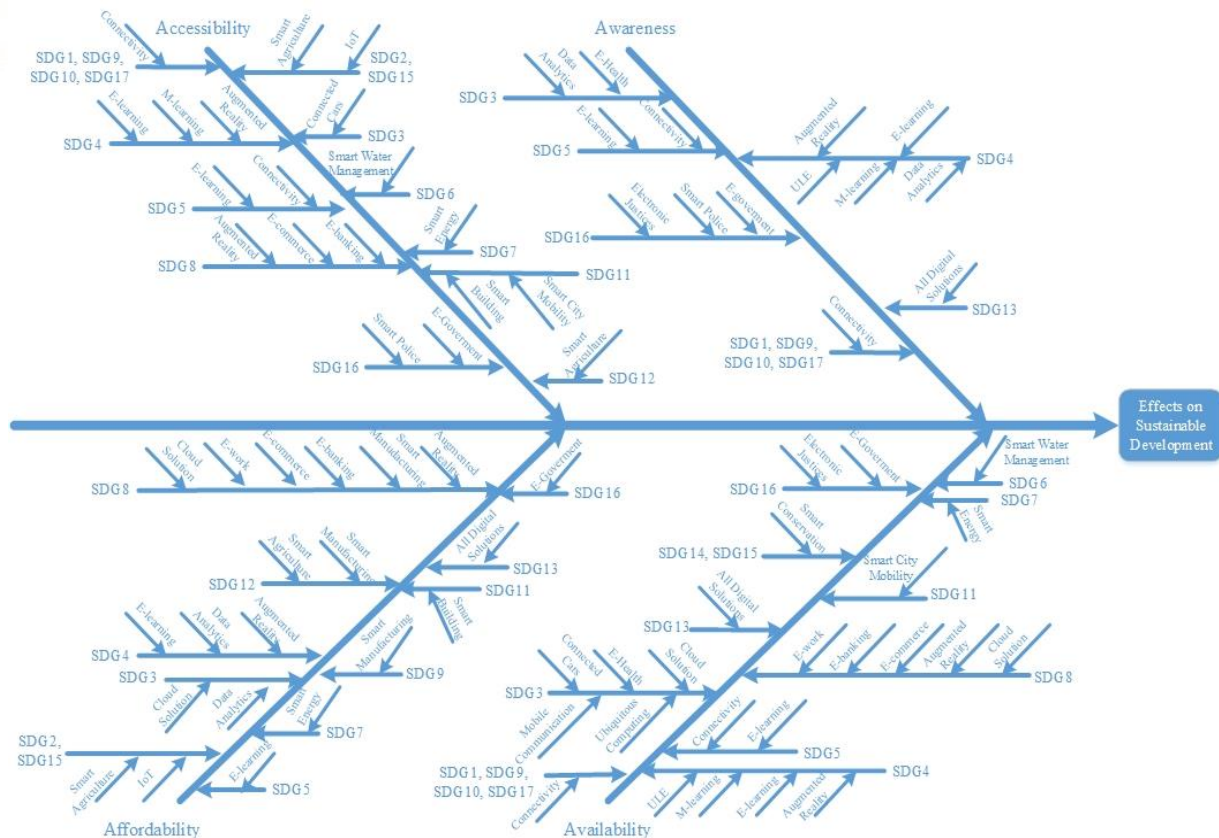 Accessibility
Connectivity
SDG1, SDG9,
SDG10, SDG17
Smart
Agriculture
IoT
SDG2,
SDG15
E-learning
M-learning
Augmented
Reality
SDG4
Connected
Cars
SDG3
Smart Water
Management
SDG6
E-learning
Connectivity
SDG5
Smart
Energy
SDG7
Augmented
Reality
E-commerce
E-banking
SDG8
Smart
Building
Smart City
Mobility
SDG11
Smart Police
E-Goverment
SDG16
Smart
Agriculture
SDG12
Awareness
Data
Analytics
E-Health
SDG3
E-learning
Connectivity
SDG5
Augmented
Reality
E-learning
ULE
M-learning
Data
Analytics
SDG4
Electronic
Justices
Smart Police
E-goverment
SDG16
All Digital
Solutions
SDG13
Connectivity
SDG1, SDG9,
SDG10, SDG17
Effects on
Sustainable
Development
Cloud
Solution
E-work
E-commerce
E-banking
Smart
Manufacturing
Augmented
Reality
SDG8
E-Goverment
SDG16
All Digital
Solutions
SDG13
Smart
Agriculture
Smart
Manufacturing
SDG12
Smart
Building
SDG11
E-learning
Data
Analytics
Augmented
Reality
SDG4
Smart
Manufacturing
SDG9
SDG3
Cloud
Solution
Data
Analytics
Smart
Energy
SDG7
SDG2,
SDG15
Smart
Agriculture
IoT
E-learning
SDG5
Affordability
Smart Water
Management
SDG6
Electronic
Justices
E-Goverment
SDG16
Smart
Energy
SDG7
Smart
Conservation
SDG14, SDG15
Smart City
Mobility
SDG11
All Digital
Solutions
SDG13
E-work
E-banking
E-commerce
Augmented
Reality
Cloud
Solution
SDG8
Connected
Cars
E-Health
Cloud
Solution
SDG3
Mobile
Communication
Ubiquitous
Computing
Connectivity
E-learning
SDG5
SDG1, SDG9,
SDG10, SDG17
Connectivity
ULE
M-learning
E-learning
Augmented
Reality
SDG4
Availability